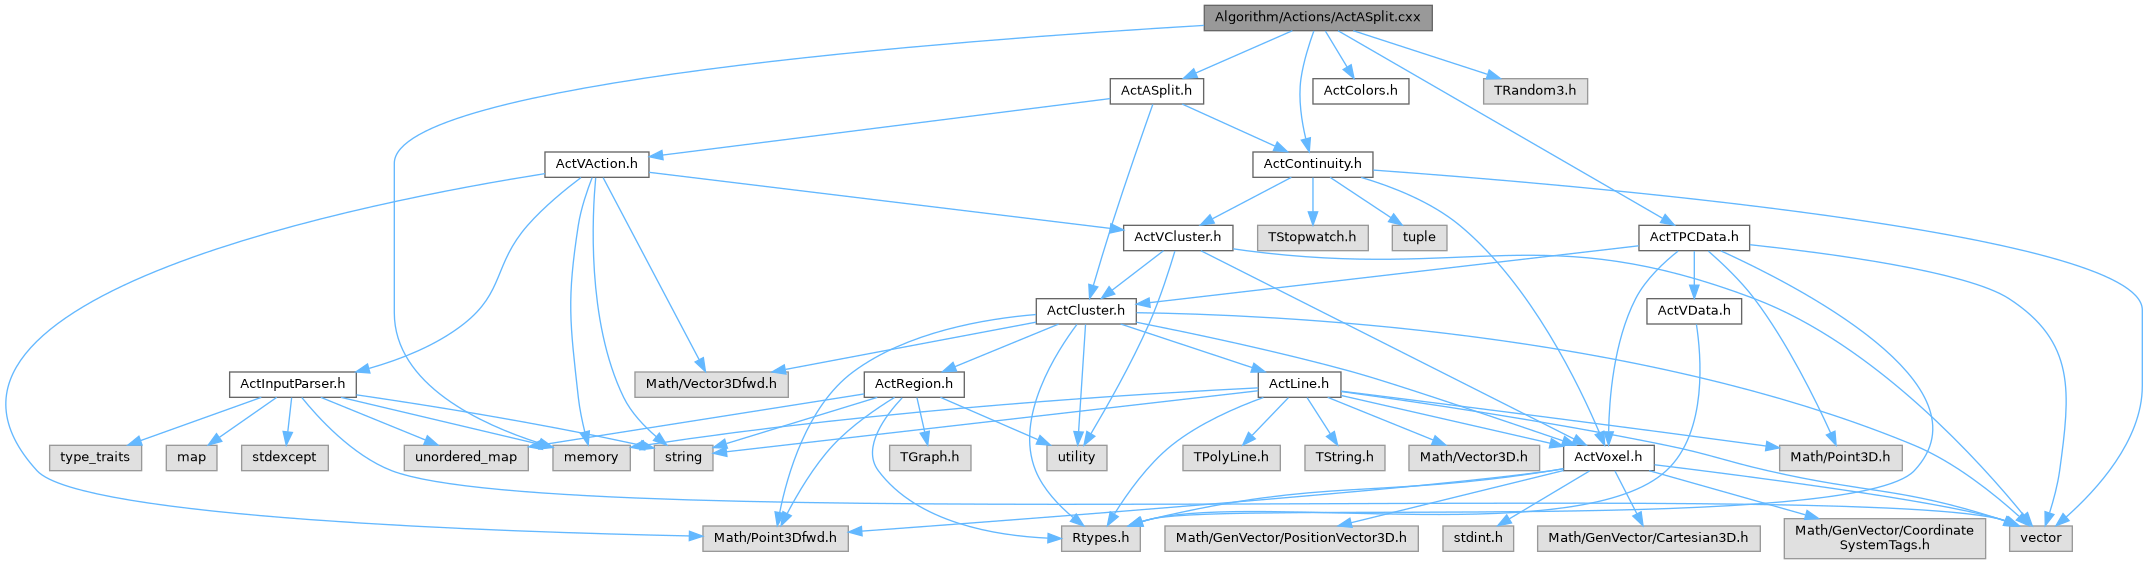 Algorithm/Actions/ActASplit.cxx
ActASplit.h
ActColors.h
TRandom3.h
ActVAction.h
ActContinuity.h
ActVCluster.h
TStopwatch.h
tuple
ActTPCData.h
ActCluster.h
ActVData.h
ActInputParser.h
Math/Vector3Dfwd.h
ActRegion.h
ActLine.h
type_traits
map
stdexcept
unordered_map
memory
string
TGraph.h
utility
TPolyLine.h
TString.h
Math/Vector3D.h
ActVoxel.h
Math/Point3D.h
Math/Point3Dfwd.h
Rtypes.h
Math/GenVector/PositionVector3D.h
stdint.h
Math/GenVector/Cartesian3D.h
Math/GenVector/Coordinate
SystemTags.h
vector